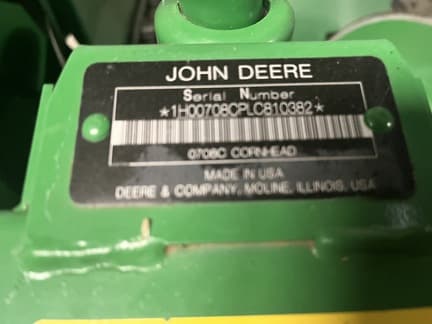 JOHN DEERE
Serial Number
*1H00708CPLC810382*
0708C CORNHEAD
MADE IN USA
DEERE & COMPANY, MOLINE, ILLINOIS, USA